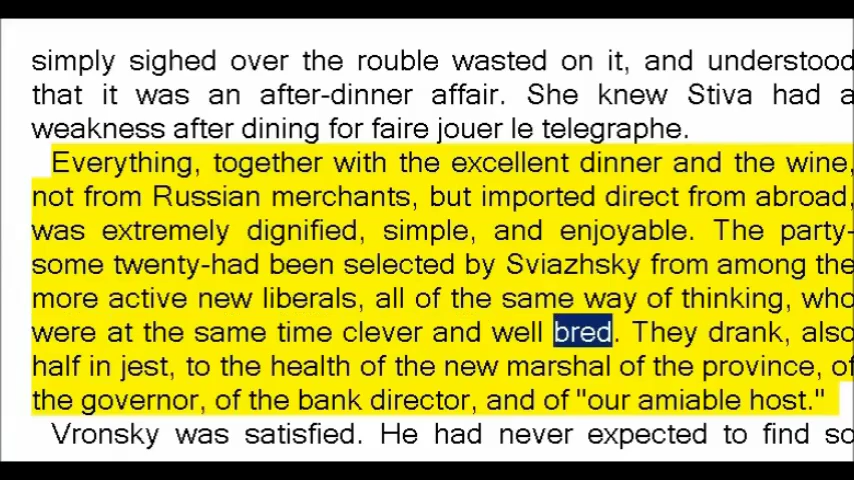 simply sighed over the rouble wasted on it, and understood
that it was an after-dinner affair. She knew Stiva had a
weakness after dining for faire jouer le telegraphe.
Everything, together with the excellent dinner and the wine,
not from Russian merchants, but imported direct from abroad,
was extremely dignified, simple, and enjoyable. The party-
some twenty-had been selected by Sviazhsky from among the
more active new liberals, all of the same way of thinking, who
were at the same time clever and well bred. They drank, also
half in jest, to the health of the new marshal of the province, of
the governor, of the bank director, and of "our amiable host."
Vronsky was satisfied. He had never expected to find so